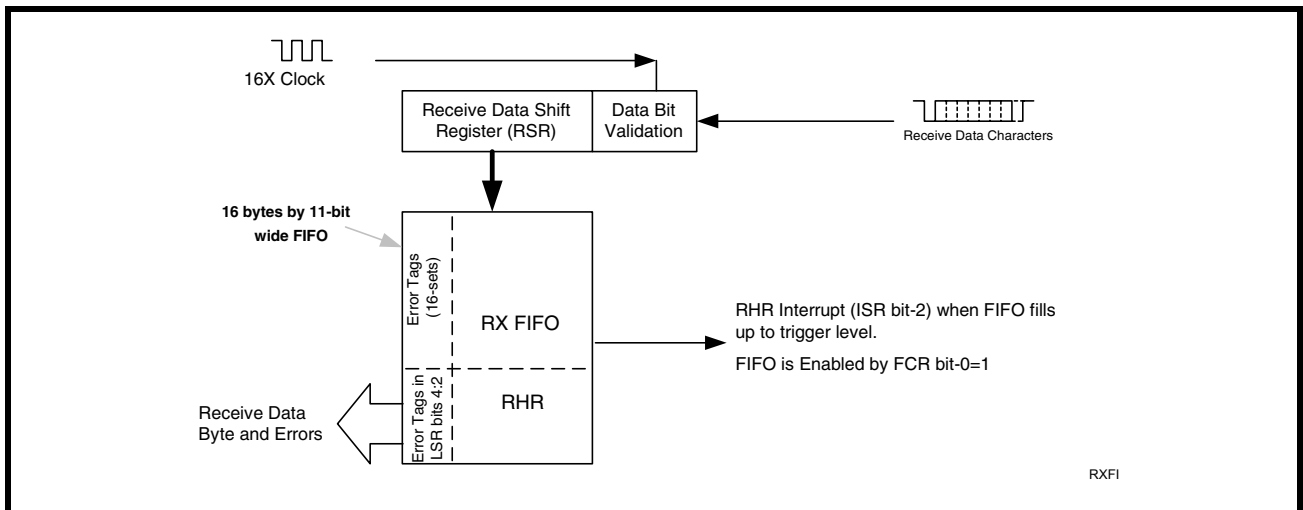 16X Clock
Receive Data Shift
Register (RSR)
Data Bit
Validation
Receive Data Characters
16 bytes by 11-bit
wide FIFO
Error Tags
(16-sets)
RX FIFO
RHR Interrupt (ISR bit-2) when FIFO fills
up to trigger level.
FIFO is Enabled by FCR bit-0=1
Error Tags in
LSR bits 4:2
RHR
Receive Data
Byte and Errors
RXFI